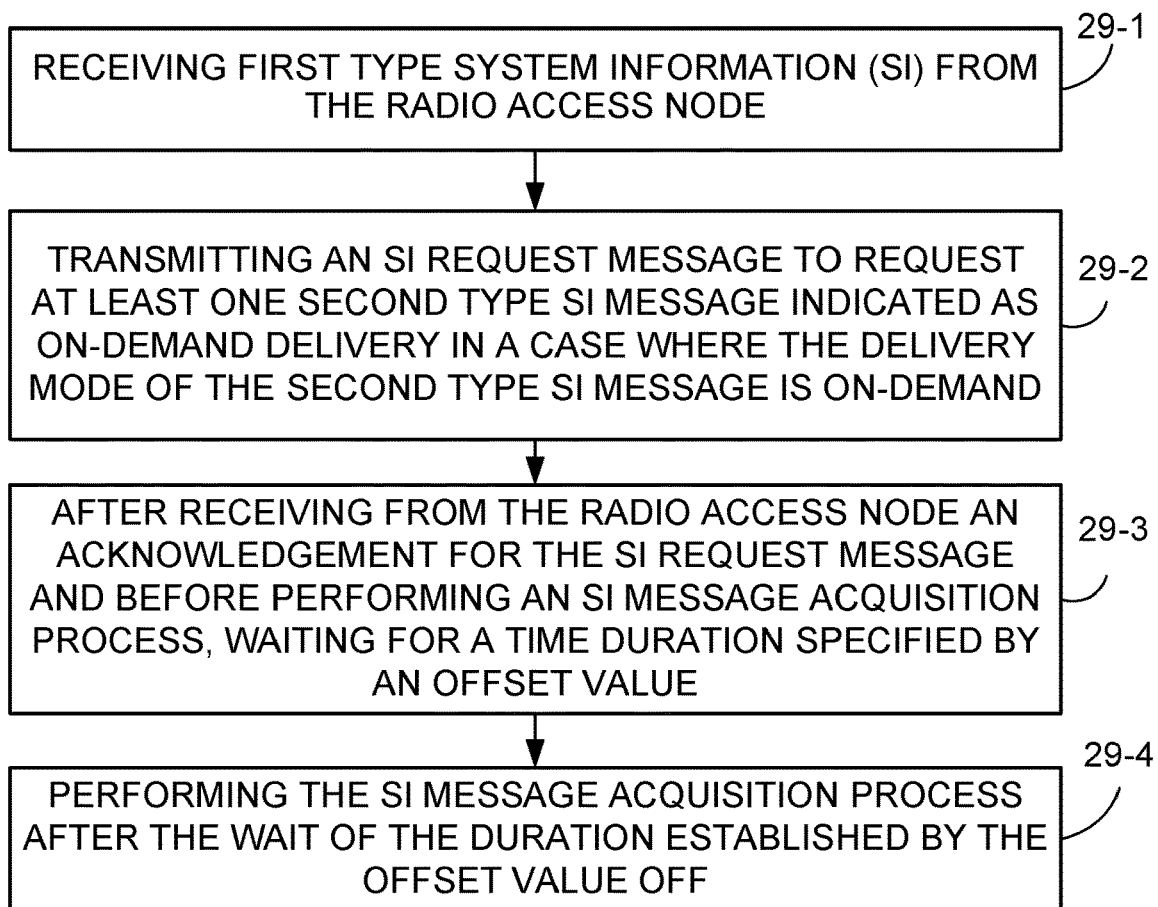 29-1
RECEIVING FIRST TYPE SYSTEM INFORMATION (SI) FROM
THE RADIO ACCESS NODE
29-2
TRANSMITTING AN SI REQUEST MESSAGE TO REQUEST
AT LEAST ONE SECOND TYPE SI MESSAGE INDICATED AS
ON-DEMAND DELIVERY IN A CASE WHERE THE DELIVERY
MODE OF THE SECOND TYPE SI MESSAGE IS ON-DEMAND
29-3
AFTER RECEIVING FROM THE RADIO ACCESS NODE AN
ACKNOWLEDGEMENT FOR THE SI REQUEST MESSAGE
AND BEFORE PERFORMING AN SI MESSAGE ACQUISITION
PROCESS, WAITING FOR A TIME DURATION SPECIFIED BY
AN OFFSET VALUE
29-4
PERFORMING THE SI MESSAGE ACQUISITION PROCESS
AFTER THE WAIT OF THE DURATION ESTABLISHED BY THE
OFFSET VALUE OFF